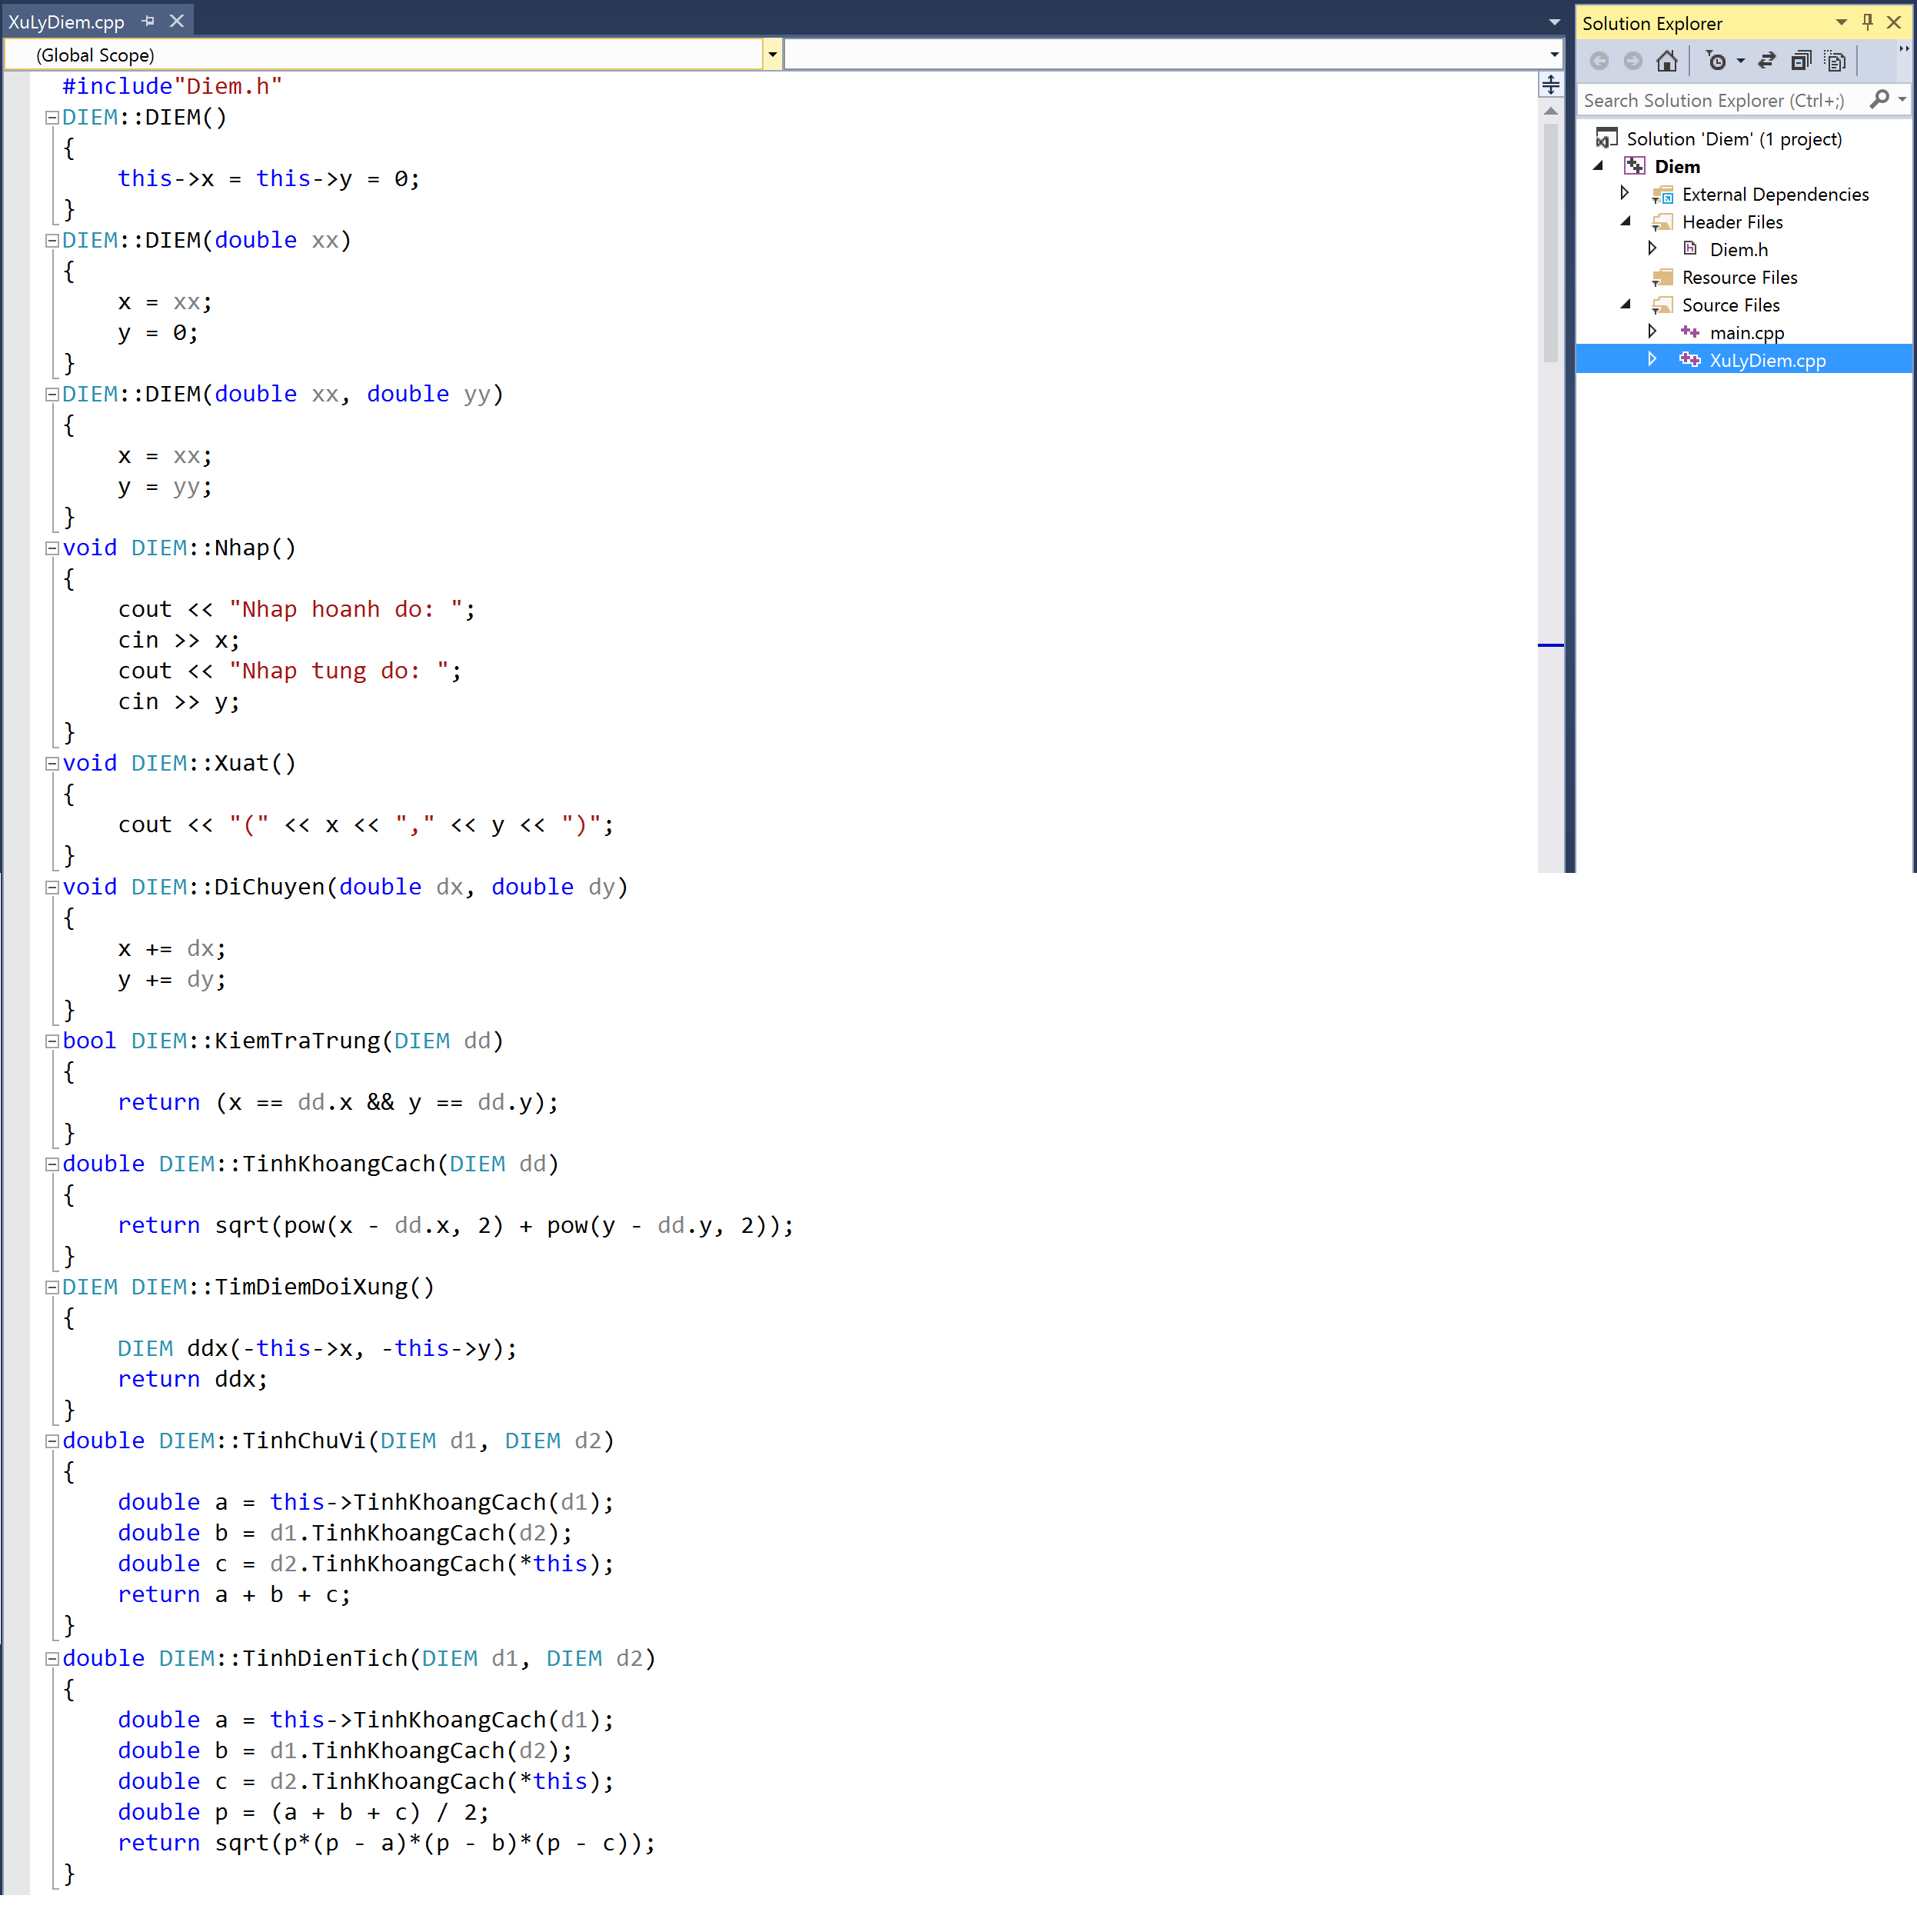 XuLyDiem.cpp
(Global Scope)
#include"Diem.h"
DIEM::DIEM()
{
    this->x = this->y = 0;
}
DIEM::DIEM(double xx)
{
    x = xx;
    y = 0;
}
DIEM::DIEM(double xx, double yy)
{
    x = xx;
    y = yy;
}
void DIEM::Nhap()
{
    cout << "Nhap hoanh do: ";
    cin >> x;
    cout << "Nhap tung do: ";
    cin >> y;
}
void DIEM::Xuat()
{
    cout << "(" << x << "," << y << ")";
}
void DIEM::DiChuyen(double dx, double dy)
{
    x += dx;
    y += dy;
}
bool DIEM::KiemTraTrung(DIEM dd)
{
    return (x == dd.x && y == dd.y);
}
double DIEM::TinhKhoangCach(DIEM dd)
{
    return sqrt(pow(x - dd.x, 2) + pow(y - dd.y, 2));
}
DIEM DIEM::TimDiemDoiXung()
{
    DIEM ddx(-this->x, -this->y);
    return ddx;
}
double DIEM::TinhChuVi(DIEM d1, DIEM d2)
{
    double a = this->TinhKhoangCach(d1);
    double b = d1.TinhKhoangCach(d2);
    double c = d2.TinhKhoangCach(*this);
    return a + b + c;
}
double DIEM::TinhDienTich(DIEM d1, DIEM d2)
{
    double a = this->TinhKhoangCach(d1);
    double b = d1.TinhKhoangCach(d2);
    double c = d2.TinhKhoangCach(*this);
    double p = (a + b + c) / 2;
    return sqrt(p*(p - a)*(p - b)*(p - c));
}
Solution Explorer
Search Solution Explorer (Ctrl+;)
Solution 'Diem' (1 project)
Diem
External Dependencies
Header Files
Diem.h
Resource Files
Source Files
main.cpp
XuLyDiem.cpp